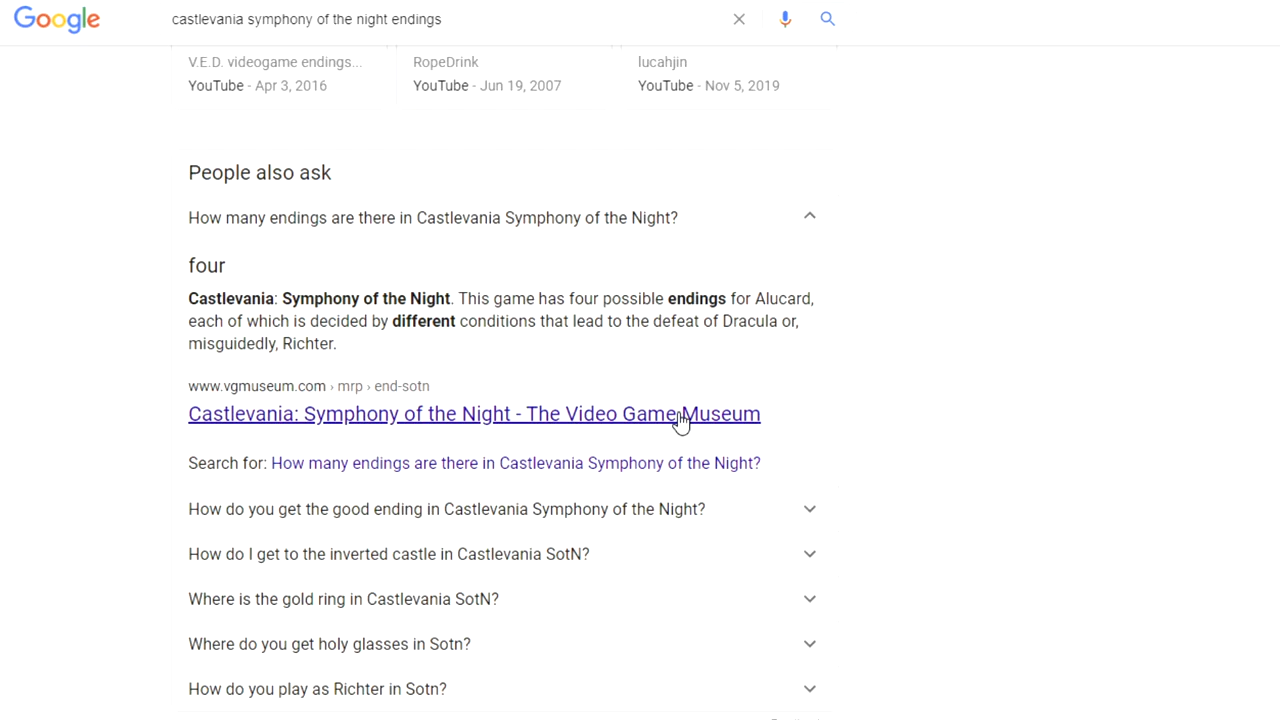 Google castlevania symphony of the night endings
V.E.D. videogame endings... RopeDrink lucahjin
YouTube - Apr 3, 2016 YouTube - Jun 19, 2007 YouTube - Nov 5, 2019
People also ask
How many endings are there in Castlevania Symphony of the Night?
four
Castlevania: Symphony of the Night. This game has four possible endings for Alucard,
each of which is decided by different conditions that lead to the defeat of Dracula or,
misguidedly, Richter.
www.vgmuseum.com › mrp › end-sotn
Castlevania: Symphony of the Night - The Video Game Museum
Search for: How many endings are there in Castlevania Symphony of the Night?
How do you get the good ending in Castlevania Symphony of the Night?
How do I get to the inverted castle in Castlevania SotN?
Where is the gold ring in Castlevania SotN?
Where do you get holy glasses in Sotn?
How do you play as Richter in Sotn?